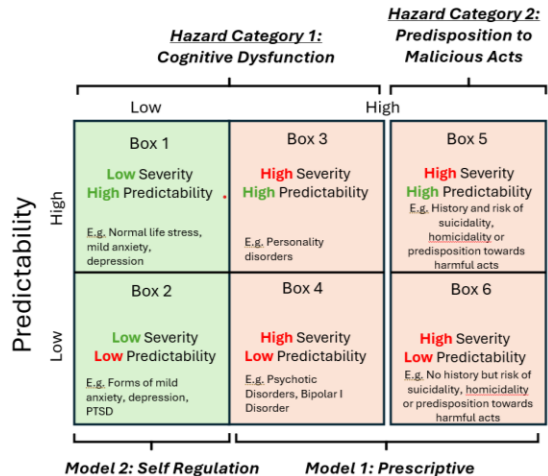 Hazard Category 1:
Cognitive Dysfunction
Hazard Category 2:
Predisposition to
Malicious Acts
Low
High
Predictability
High
Low
Box 1
Low Severity
High Predictability
E.g. Normal life stress,
mild anxiety,
depression
Box 3
High Severity
High Predictability
E.g. Personality
disorders
Box 5
High Severity
High Predictability
E.g. History and risk of
suicidality,
homicidality or
predisposition towards
harmful acts
Box 2
Low Severity
Low Predictability
E.g. Forms of mild
anxiety, depression,
PTSD
Box 4
High Severity
Low Predictability
E.g. Psychotic
Disorders, Bipolar I
Disorder
Box 6
High Severity
Low Predictability
E.g. No history but risk of
suicidality, homicidality
or predisposition towards
harmful acts
Model 2: Self Regulation
Model 1: Prescriptive